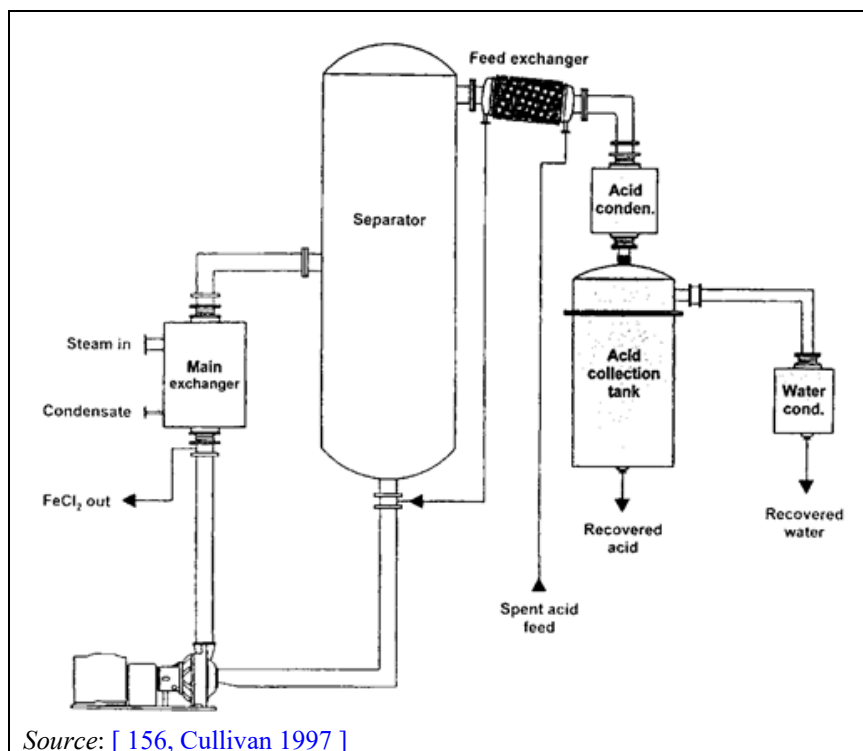 Feed exchanger
Separator
Acid
conden.
Steam in
Main
exchanger
Condensate
Acid
collection
tank
Water
cond.
FeCl₂ out
Recovered
acid
Recovered
water
Spent acid
feed
Source: [ 156, Cullivan 1997 ]